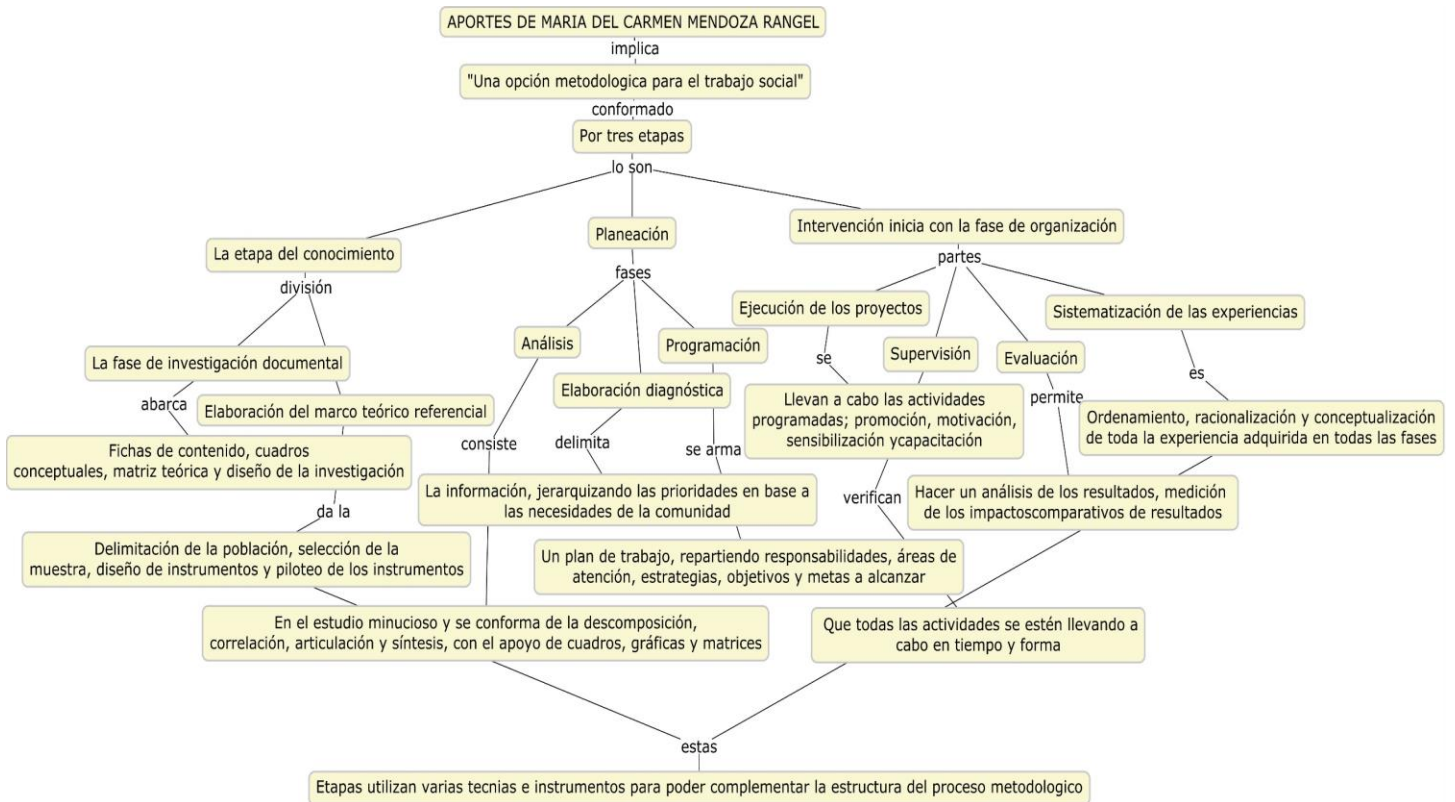 APORTES DE MARIA DEL CARMEN MENDOZA RANGEL
implica
"Una opción metodologica para el trabajo social"
conformado
Por tres etapas
lo son
La etapa del conocimiento
Planeación
Intervención inicia con la fase de organización
división
fases
partes
La fase de investigación documental
Elaboración del marco teórico referencial
abarca
Fichas de contenido, cuadros
conceptuales, matriz teórica y diseño de la investigación
da la
Delimitación de la población, selección de la
muestra, diseño de instrumentos y piloteo de los instrumentos
Análisis
Elaboración diagnóstica
Programación
consiste
delimita
se arma
La información, jerarquizando las prioridades en base a
las necesidades de la comunidad
Un plan de trabajo, repartiendo responsabilidades, áreas de
atención, estrategias, objetivos y metas a alcanzar
En el estudio minucioso y se conforma de la descomposición,
correlación, articulación y síntesis, con el apoyo de cuadros, gráficas y matrices
Ejecución de los proyectos
Supervisión
Evaluación
Sistematización de las experiencias
se
permite
es
Llevan a cabo las actividades
programadas; promoción, motivación,
sensibilización ycapacitación
Ordenamiento, racionalización y conceptualización
de toda la experiencia adquirida en todas las fases
verifican
Hacer un análisis de los resultados, medición
de los impactoscomparativos de resultados
Que todas las actividades se estén llevando a
cabo en tiempo y forma
estas
Etapas utilizan varias tecnias e instrumentos para poder complementar la estructura del proceso metodologico